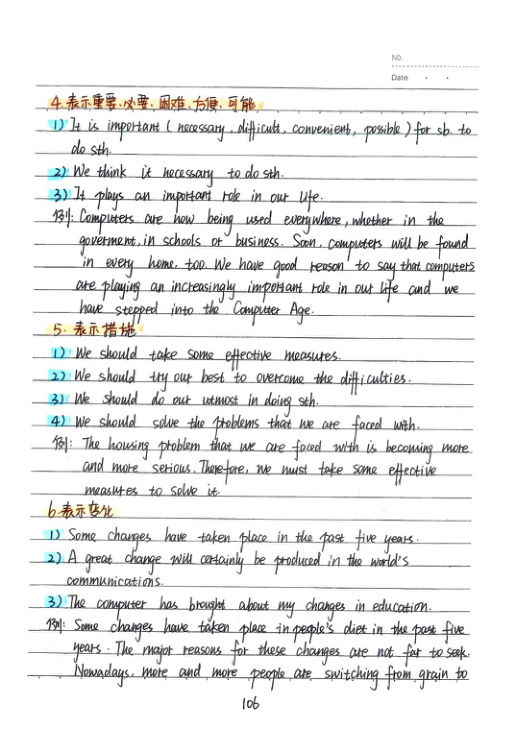 No.
Date · ·
4.表示重要、必要、困难、方便、可能
1) It is important ( necessary, difficult, convenient, possible ) for sb. to
do sth.
2) We think it necessary to do sth.
3) It plays an important role in our life.
例: Computers are now being used everywhere, whether in the
goverment, in schools or business. Soon, computers will be found
in every home, too. We have good reason to say that computers
are playing an increasingly important role in our life and we
have stepped into the Computer Age.
5. 表示措施
1) We should take some effective measures.
2) We should try our best to overcome the difficulties.
3) We should do our utmost in doing sth.
4) We should solve the problems that we are faced with.
例: The housing problem that we are faced with is becoming more
and more serious. Therefore, we must take some effective
measures to solve it.
6.表示变化
1) Some changes have taken place in the past five years.
2) A great change will certainly be produced in the world's
communications.
3) The computer has brought about my changes in education.
例: Some changes have taken place in people's diet in the past five
years. The major reasons for these changes are not far to seek.
Nowadays, more and more people are switching from grain to
106